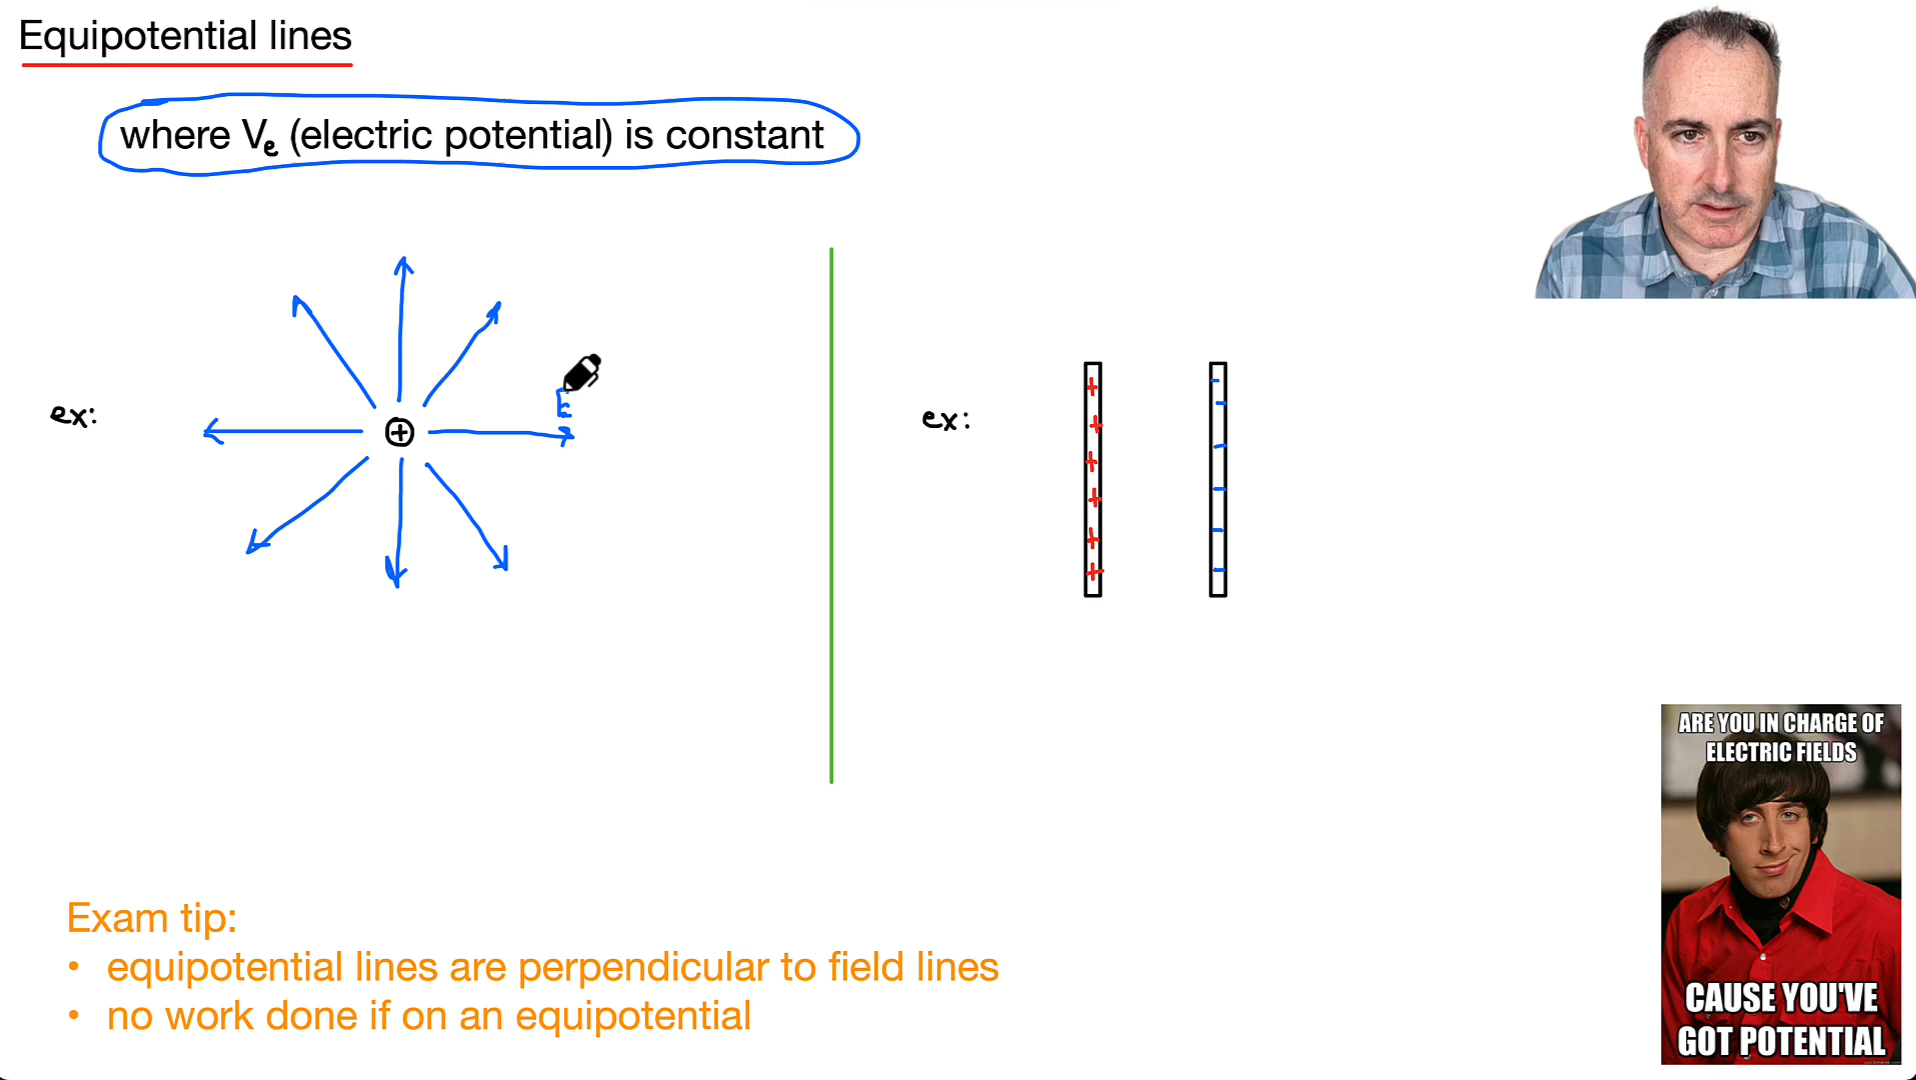 Equipotential lines
where Ve (electric potential) is constant
ex:
+
E
ex:
+
+
+
+
+
+
-
-
-
-
-
-
Exam tip:
• equipotential lines are perpendicular to field lines
• no work done if on an equipotential
ARE YOU IN CHARGE OF
ELECTRIC FIELDS
CAUSE YOU'VE
GOT POTENTIAL